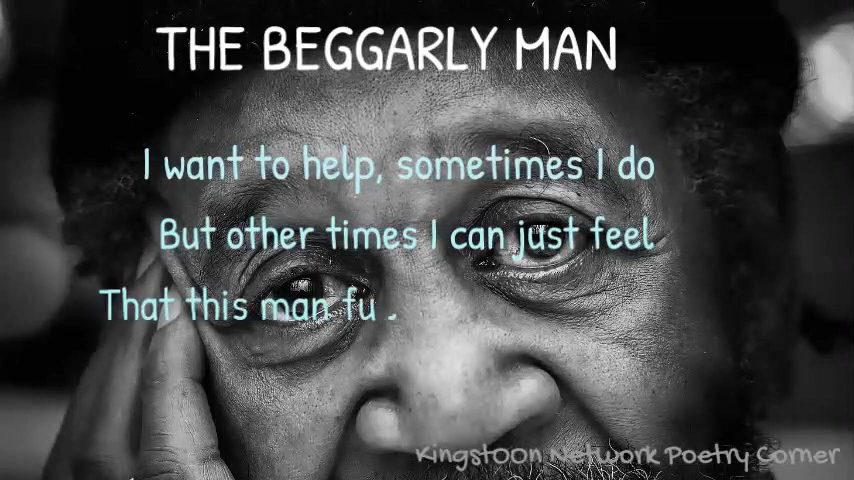 THE BEGGARLY MAN
I want to help, sometimes I do
But other times I can just feel
That this man fu
Kingstoon Network Poetry Corner